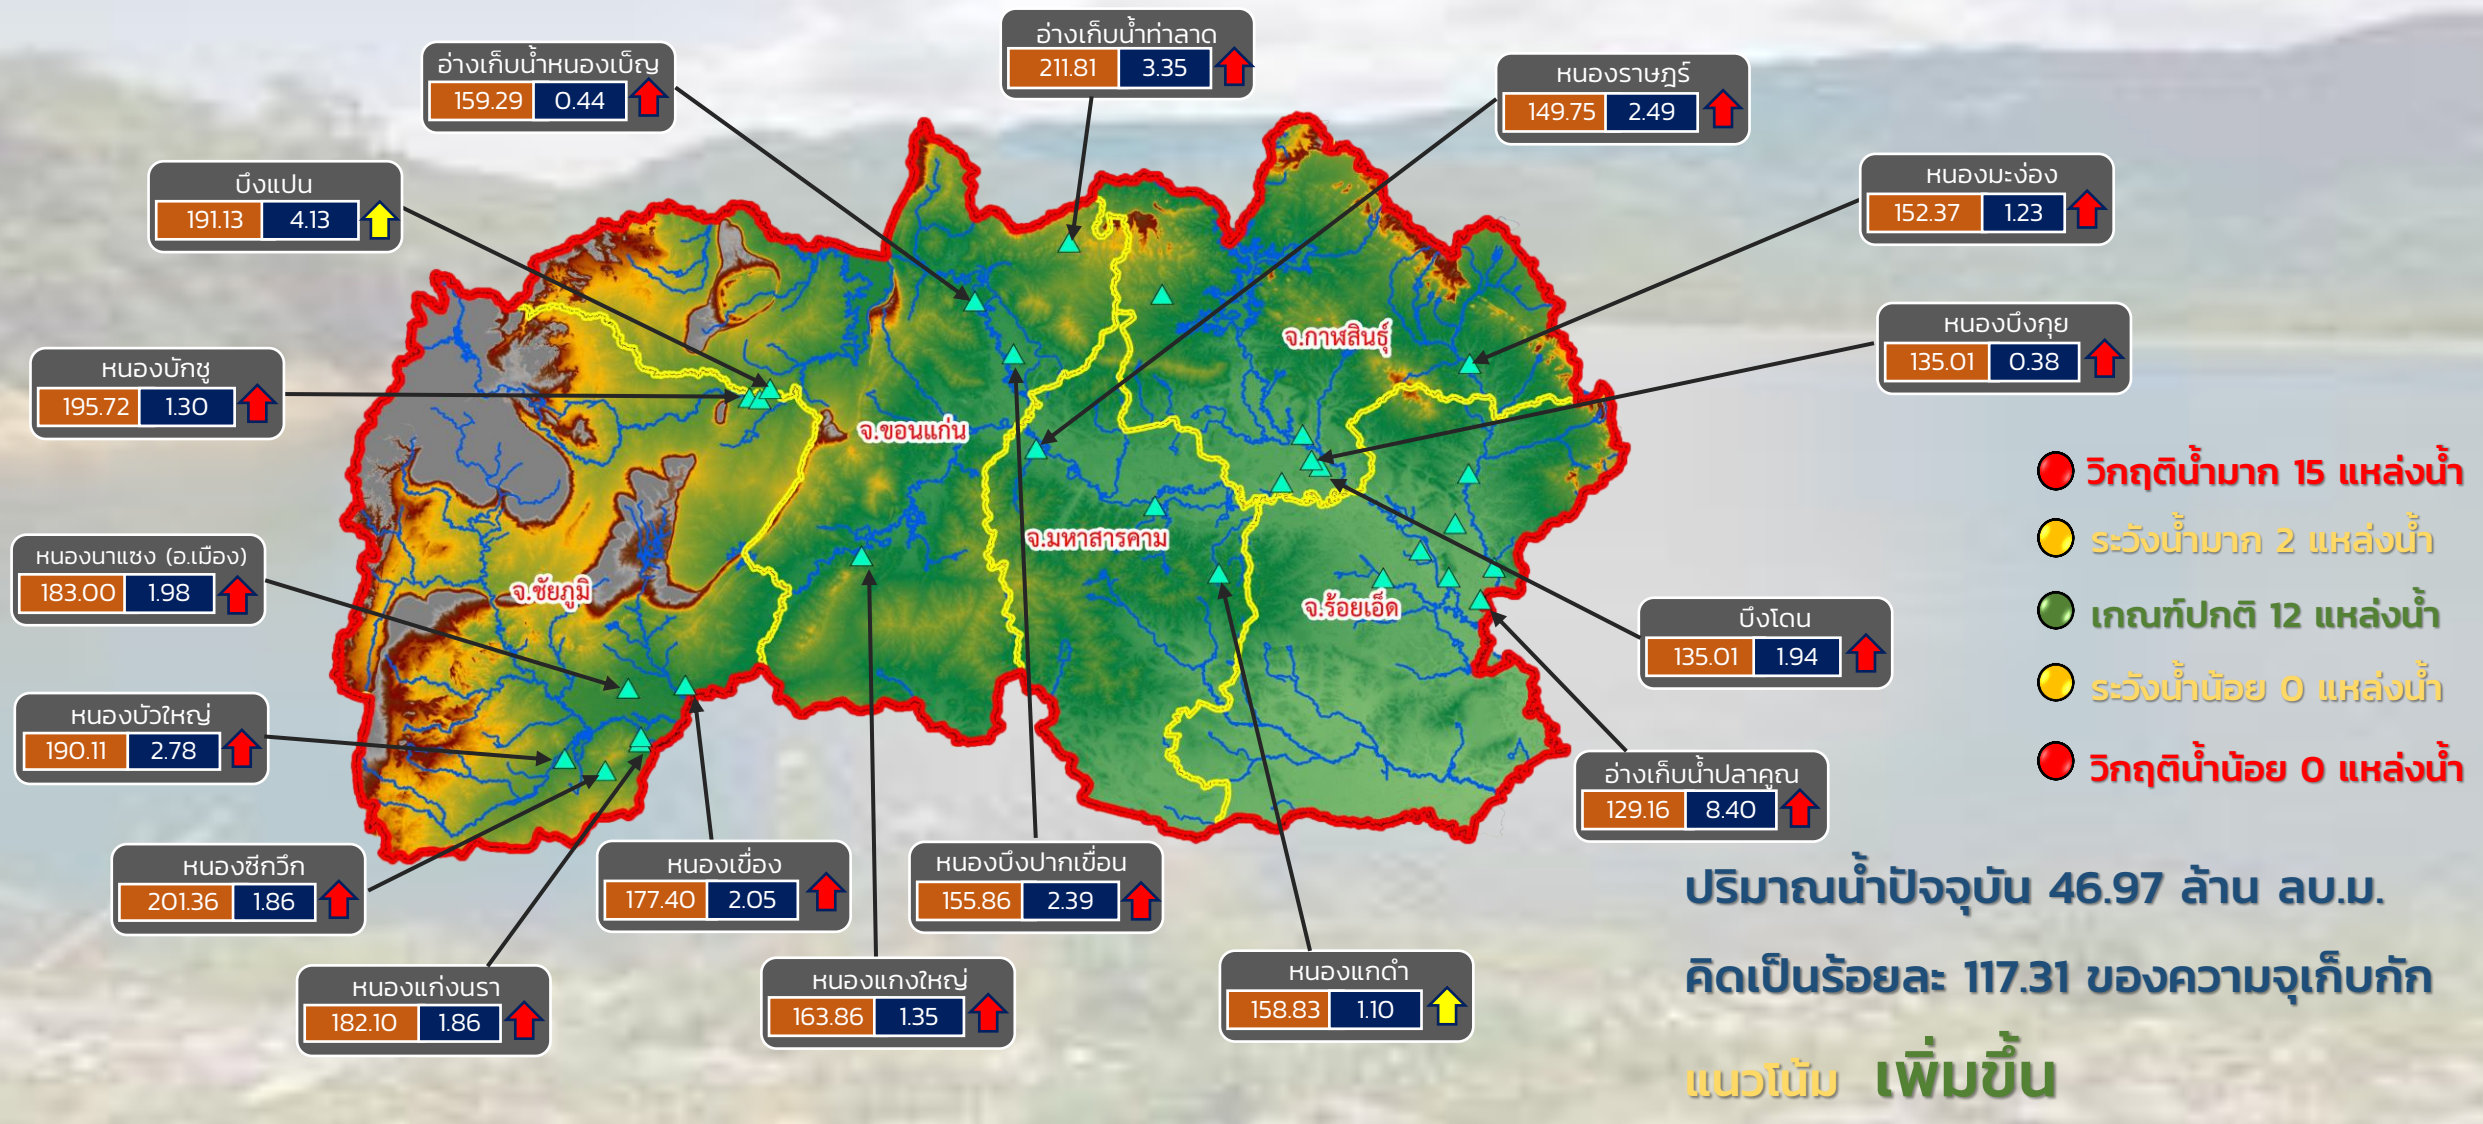 อ่างเก็บน้ำท่าลาด
211.81 3.35
อ่างเก็บน้ำหนองเบ็ญ
159.29 0.44
หนองราษฎร์
149.75 2.49
บึงแปน
191.13 4.13
หนองมะง่อง
152.37 1.23
หนองบึงกุย
135.01 0.38
หนองบักชู
195.72 1.30
จ.กาฬสินธุ์
จ.ขอนแก่น
จ.มหาสารคาม
จ.ชัยภูมิ
จ.ร้อยเอ็ด
วิกฤติน้ำมาก 15 แหล่งน้ำ
ระวังน้ำมาก 2 แหล่งน้ำ
เกณฑ์ปกติ 12 แหล่งน้ำ
ระวังน้ำน้อย 0 แหล่งน้ำ
วิกฤติน้ำน้อย 0 แหล่งน้ำ
หนองนาแซง (อ.เมือง)
183.00 1.98
บึงโดน
135.01 1.94
หนองบัวใหญ่
190.11 2.78
อ่างเก็บน้ำปลาคูณ
129.16 8.40
หนองซีกวึก
201.36 1.86
หนองเขื่อง
177.40 2.05
หนองบึงปากเขื่อน
155.86 2.39
หนองแก่งนรา
182.10 1.86
หนองแกงใหญ่
163.86 1.35
หนองแกดำ
158.83 1.10
ปริมาณน้ำปัจจุบัน 46.97 ล้าน ลบ.ม.
คิดเป็นร้อยละ 117.31 ของความจุเก็บกัก
แนวโน้ม เพิ่มขึ้น